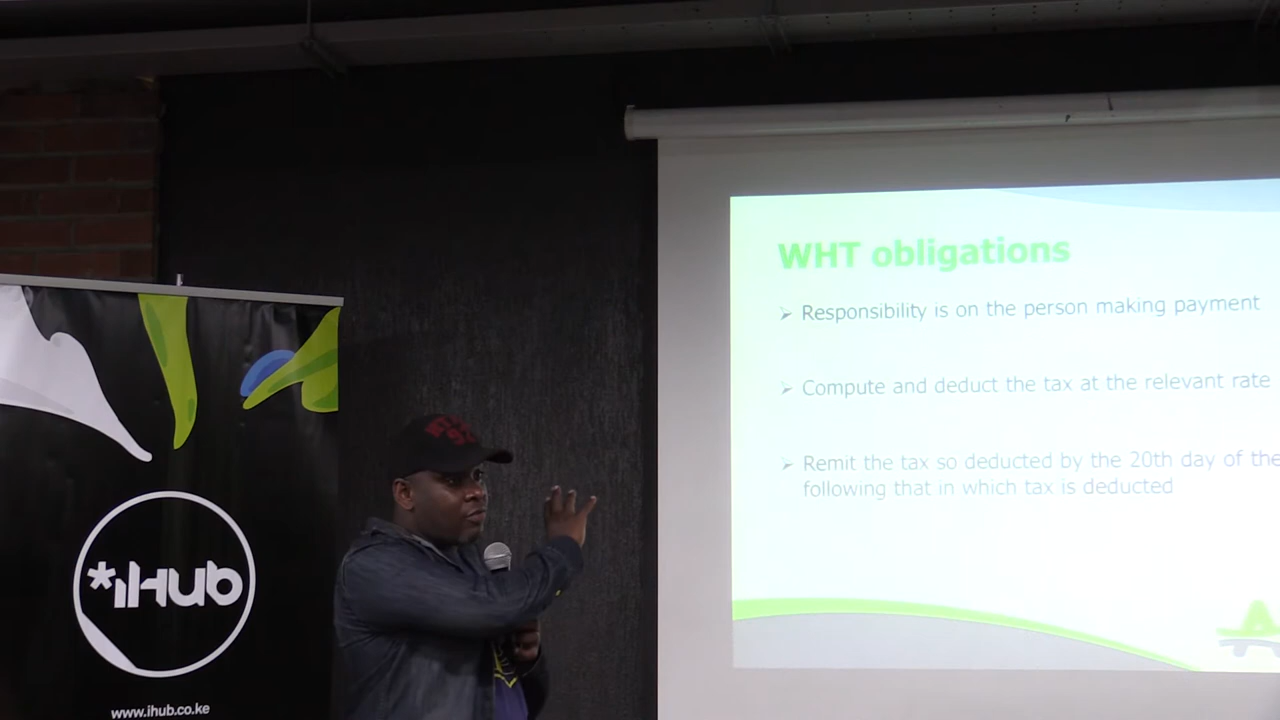 WHT obligations
Responsibility is on the person making payment
Compute and deduct the tax at the relevant rate
Remit the tax so deducted by the 20th day of the
following that in which tax is deducted
*iHub
www.ihub.co.ke